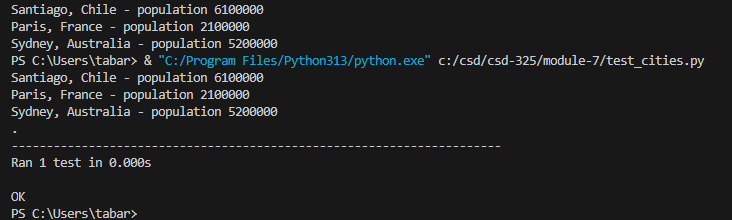 Santiago, Chile - population 6100000
Paris, France - population 2100000
Sydney, Australia - population 5200000
PS C:\Users\tabar> & "C:/Program Files/Python313/python.exe" c:/csd/csd-325/module-7/test_cities.py
Santiago, Chile - population 6100000
Paris, France - population 2100000
Sydney, Australia - population 5200000
.
----------------------------------------------------------------------
Ran 1 test in 0.000s
OK
PS C:\Users\tabar>